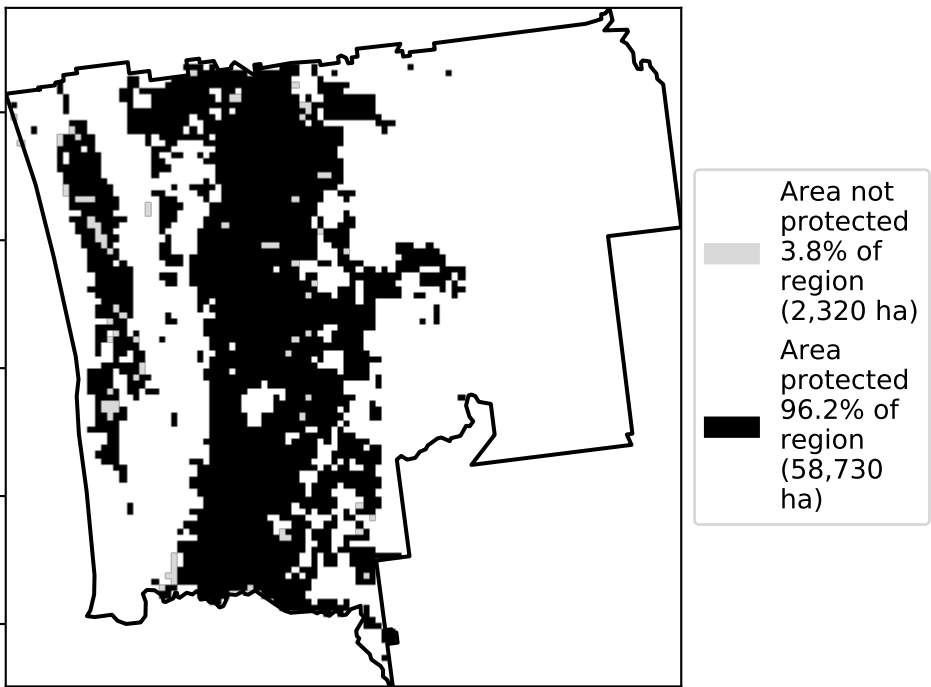 Area not
protected
3.8% of
region
(2,320 ha)
Area
protected
96.2% of
region
(58,730
ha)